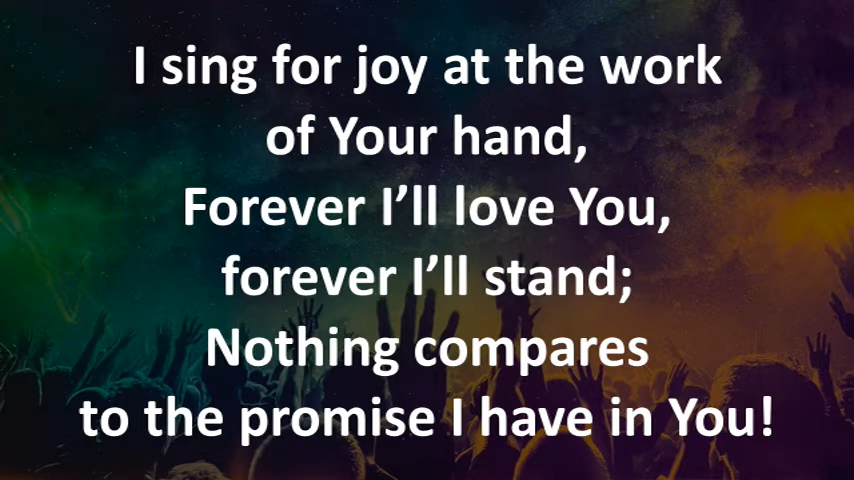 I sing for joy at the work
of Your hand,
Forever I’ll love You,
forever I’ll stand;
Nothing compares
to the promise I have in You!